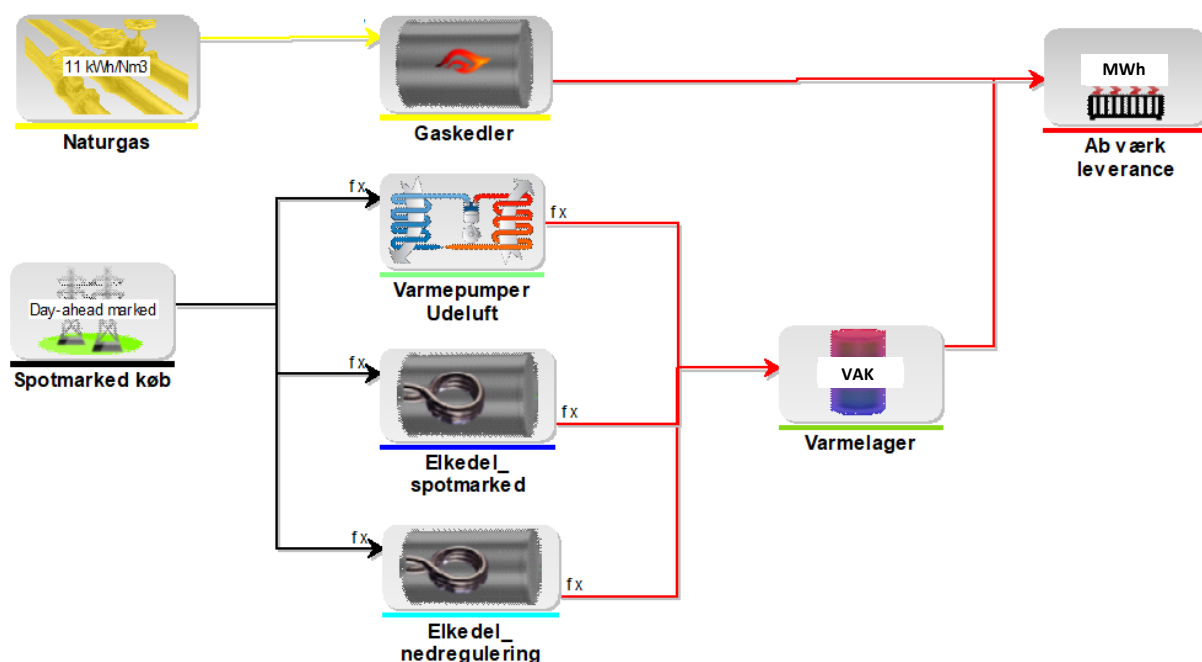 11 kWh/Nm3
Naturgas
Gaskedler
MWh
Ab værk
leverance
fx
fx
Varmepumper
Udeluft
Day-ahead marked
Spotmarked køb
fx
fx
Elkedel_
spotmarked
VAK
Varmelager
fx
fx
Elkedel_
nedregulering